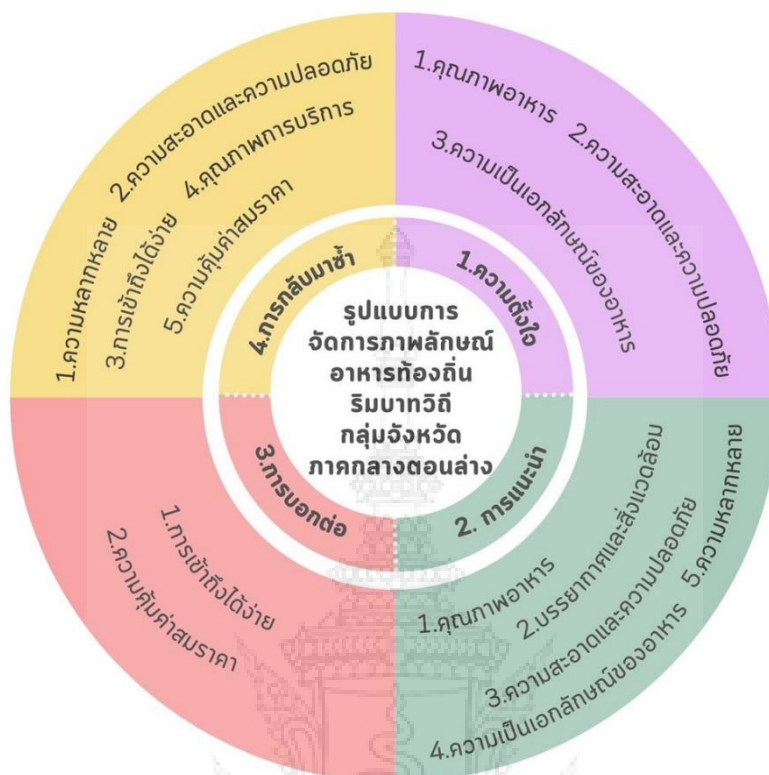 รูปแบบการ
จัดการภาพลักษณ์
อาหารท้องถิ่น
ริมบาทวิถี
กลุ่มจังหวัด
ภาคกลางตอนล่าง
1.ความตั้งใจ
1.คุณภาพอาหาร
2.ความสะอาดและความปลอดภัย
3.ความเป็นเอกลักษณ์ของอาหาร
2. การแนะนำ
1.คุณภาพอาหาร
2.บรรยากาศและสิ่งแวดล้อม
3.ความสะอาดและความปลอดภัย
4.ความเป็นเอกลักษณ์ของอาหาร
5.ความหลากหลาย
3.การบอกต่อ
1.การเข้าถึงได้ง่าย
2.ความคุ้มค่าสมราคา
4.การกลับมาซ้ำ
1.ความหลากหลาย
2.ความสะอาดและความปลอดภัย
3.การเข้าถึงได้ง่าย
4.คุณภาพการบริการ
5.ความคุ้มค่าสมราคา